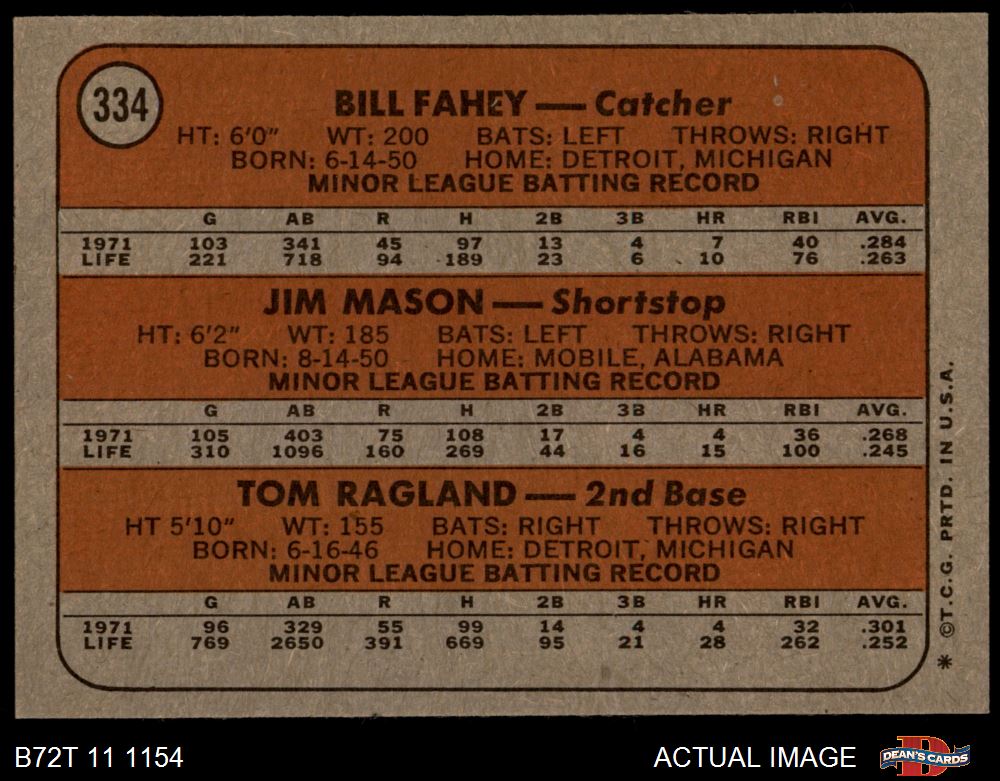 334
BILL FAHEY — Catcher
HT: 6'0" WT: 200 BATS: LEFT THROWS: RIGHT
BORN: 6-14-50 HOME: DETROIT, MICHIGAN
MINOR LEAGUE BATTING RECORD
G AB R H 2B 3B HR RBI AVG.
1971 103 341 45 97 13 4 7 40 .284
LIFE 221 718 94 189 23 6 10 76 .263
JIM MASON — Shortstop
HT: 6'2" WT: 185 BATS: LEFT THROWS: RIGHT
BORN: 8-14-50 HOME: MOBILE, ALABAMA
MINOR LEAGUE BATTING RECORD
G AB R H 2B 3B HR RBI AVG.
1971 105 403 75 108 17 4 4 36 .268
LIFE 310 1096 160 269 44 16 15 100 .245
TOM RAGLAND — 2nd Base
HT 5'10" WT: 155 BATS: RIGHT THROWS: RIGHT
BORN: 6-16-46 HOME: DETROIT, MICHIGAN
MINOR LEAGUE BATTING RECORD
G AB R H 2B 3B HR RBI AVG.
1971 96 329 55 99 14 4 4 32 .301
LIFE 769 2650 391 669 95 21 28 262 .252
* ©T.C.G. PRTD. IN U.S.A.
B72T 11 1154 ACTUAL IMAGE
D
DEAN'S CARDS